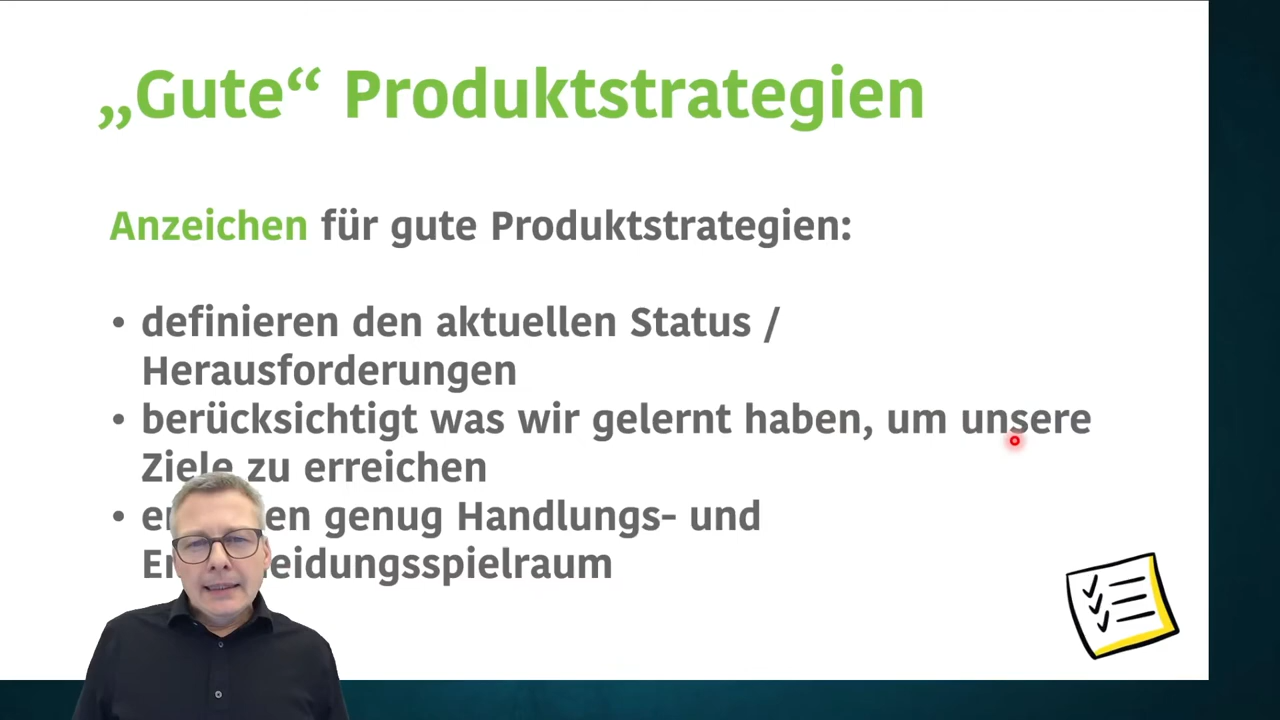 „Gute“ Produktstrategien
Anzeichen für gute Produktstrategien:
• definieren den aktuellen Status /
Herausforderungen
• berücksichtigt was wir gelernt haben, um unsere
Ziele zu erreichen
• genug Handlungs- und